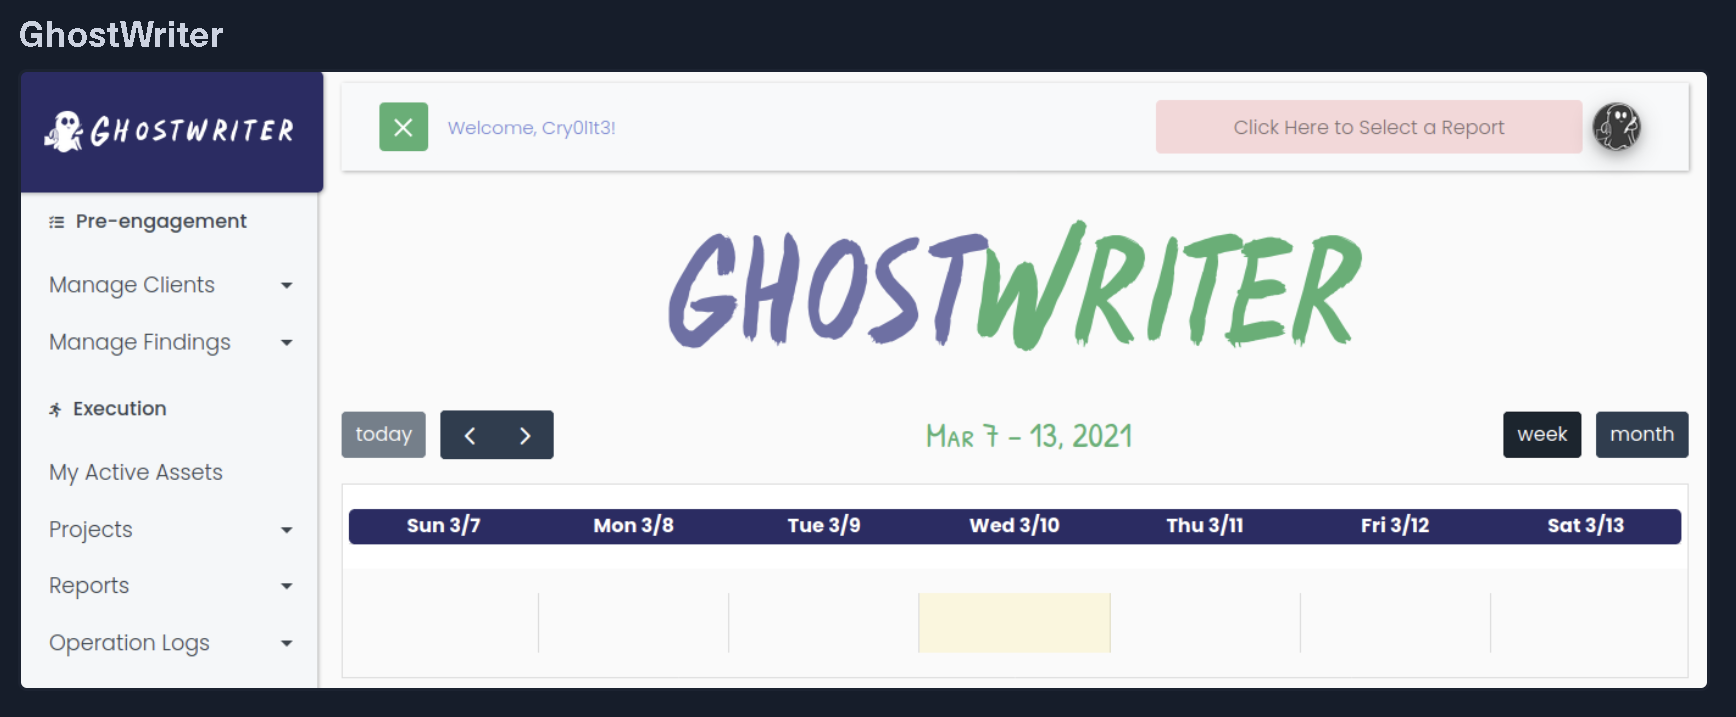 GhostWriter
GHOSTWRITER
Welcome, Cry0l1t3!
Click Here to Select a Report
Pre-engagement
Manage Clients
Manage Findings
Execution
My Active Assets
Projects
Reports
Operation Logs
GHOSTWRITER
today
Mar 7 – 13, 2021
week
month
Sun 3/7
Mon 3/8
Tue 3/9
Wed 3/10
Thu 3/11
Fri 3/12
Sat 3/13